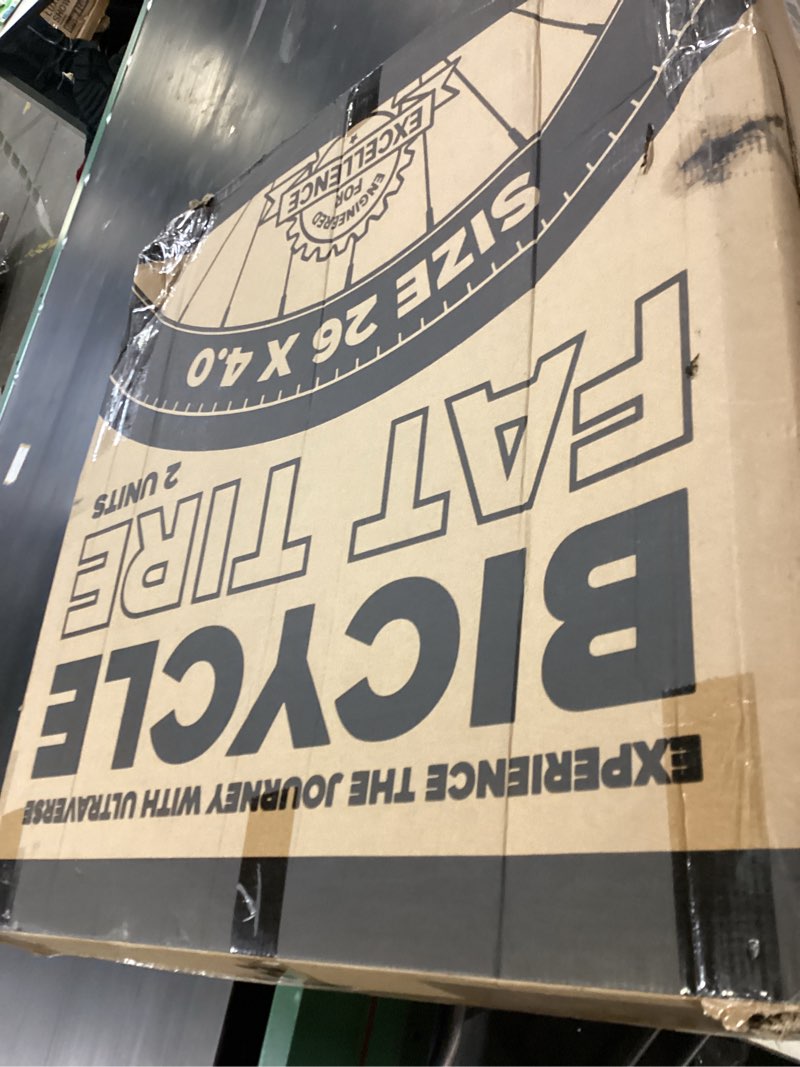 EXPERIENCE THE JOURNEY WITH ULTRAVERSE
BICYCLE
FAT TIRE
2 UNITS
SIZE 26 X 4.0
ENGINEERED
FOR
EXCELLENCE